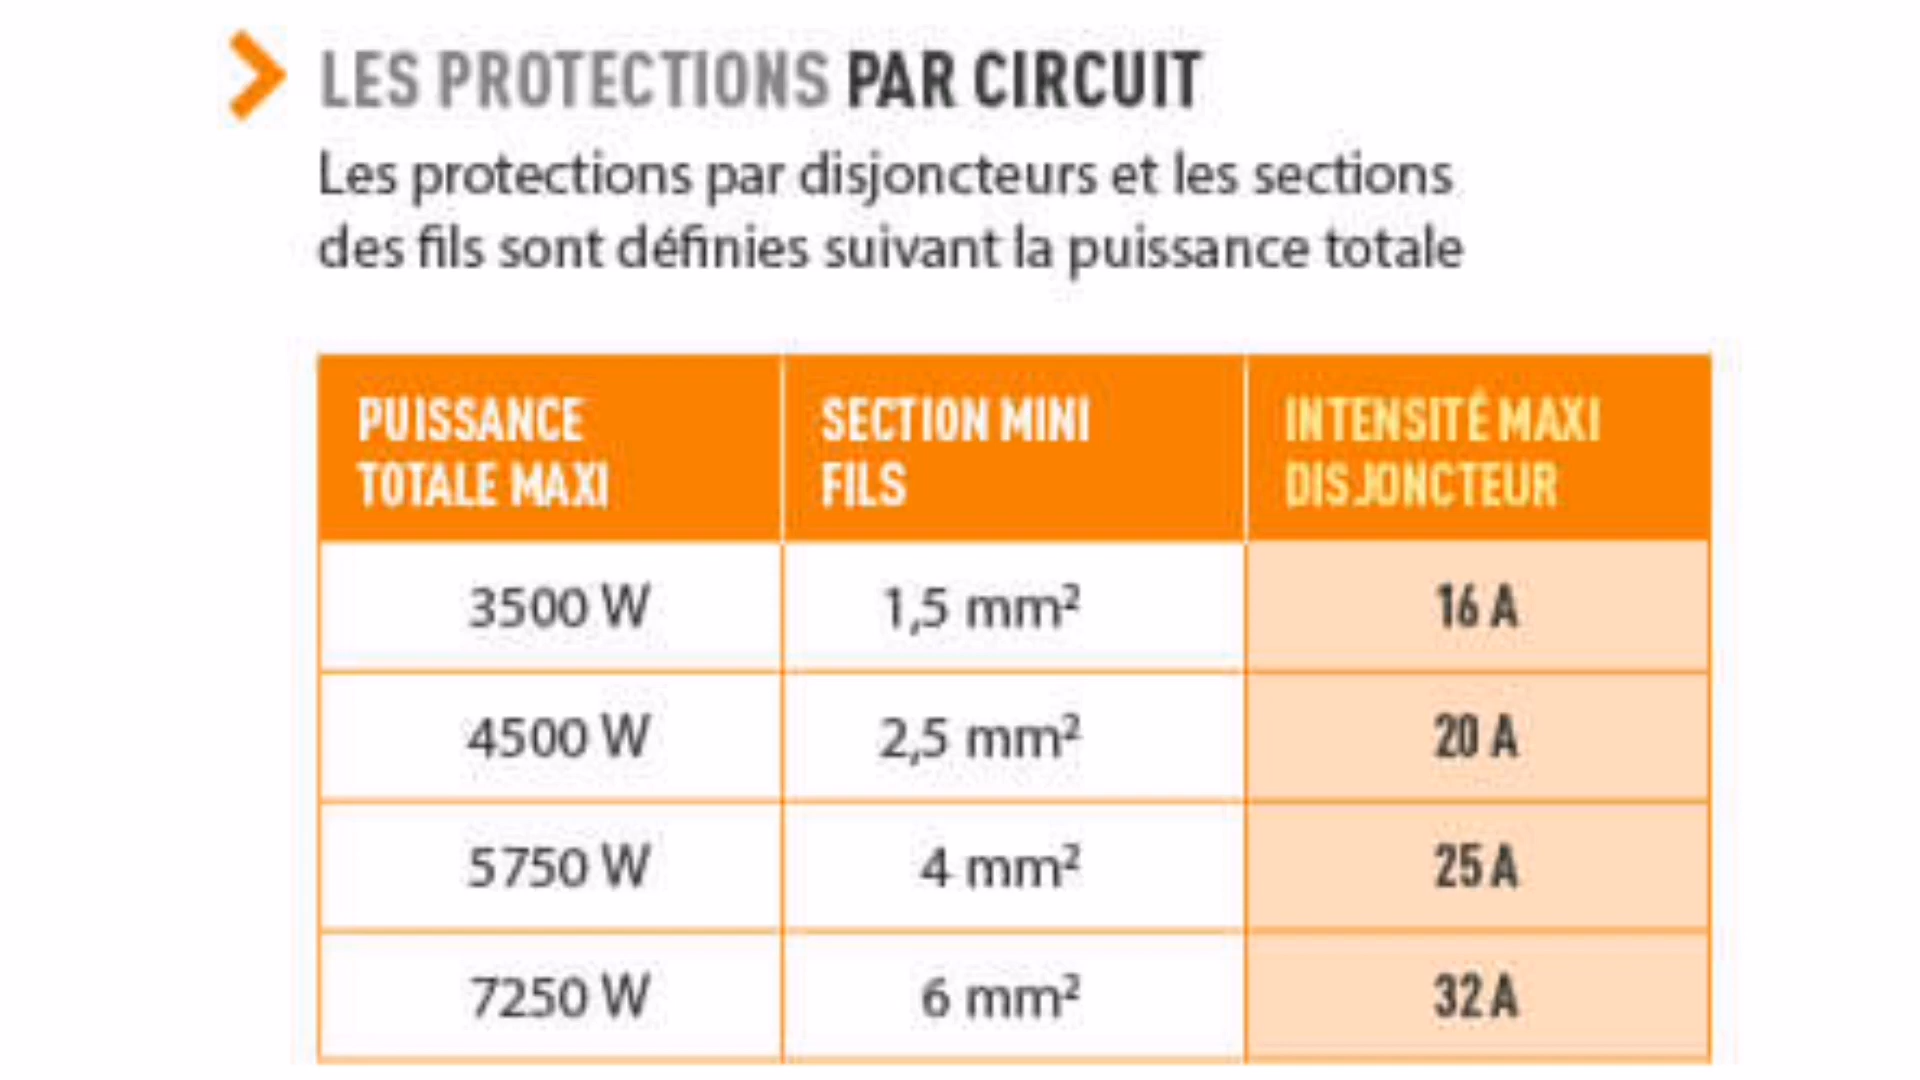 LES PROTECTIONS PAR CIRCUIT
Les protections par disjoncteurs et les sections
des fils sont définies suivant la puissance totale
PUISSANCE TOTALE MAXI
SECTION MINI FILS
INTENSITÉ MAXI DISJONCTEUR
3500 W 1,5 mm² 16 A
4500 W 2,5 mm² 20 A
5750 W 4 mm² 25 A
7250 W 6 mm² 32 A